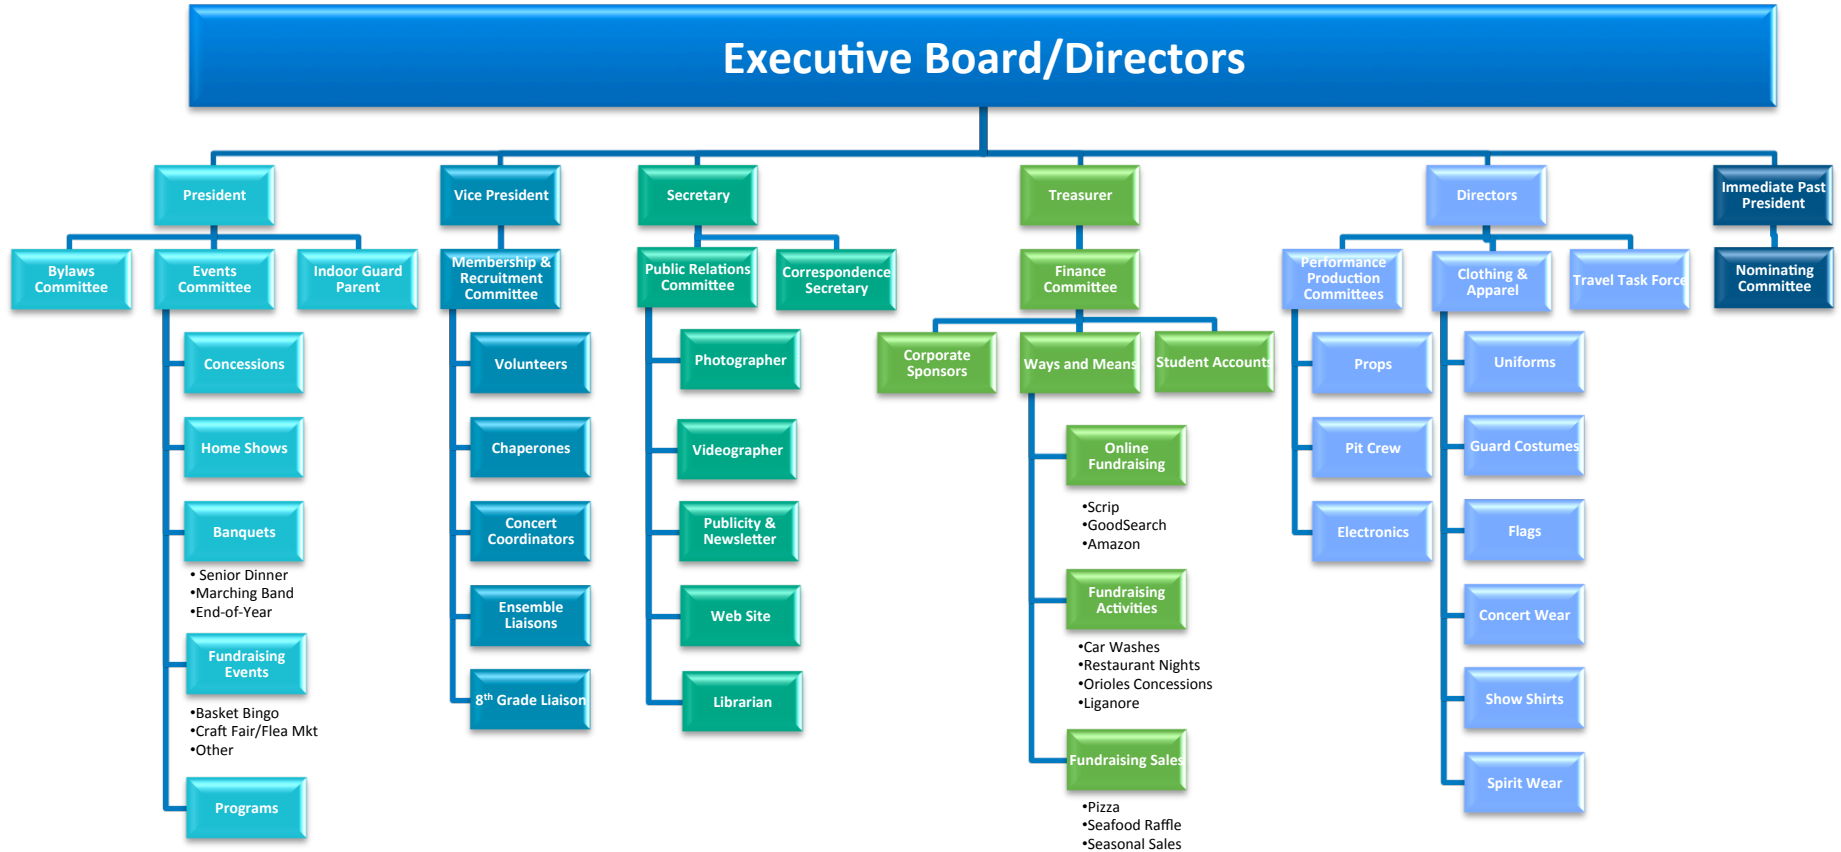 Executive Board/Directors
President
Vice President
Secretary
Treasurer
Directors
Immediate Past
President
Bylaws
Committee
Events
Committee
Indoor Guard
Parent
Membership &
Recruitment
Committee
Public Relations
Committee
Correspondence
Secretary
Finance
Committee
Performance
Production
Committees
Clothing &
Apparel
Travel Task Force
Nominating
Committee
Concessions
Home Shows
Banquets
• Senior Dinner
•Marching Band
•End-of-Year
Fundraising
Events
•Basket Bingo
•Craft Fair/Flea Mkt
•Other
Programs
Volunteers
Chaperones
Concert
Coordinators
Ensemble
Liaisons
8th Grade Liaison
Photographer
Videographer
Publicity &
Newsletter
Web Site
Librarian
Corporate
Sponsors
Ways and Means
Student Accounts
Online
Fundraising
•Scrip
•GoodSearch
•Amazon
Fundraising
Activities
•Car Washes
•Restaurant Nights
•Orioles Concessions
•Liganore
Fundraising Sales
•Pizza
•Seafood Raffle
•Seasonal Sales
Props
Pit Crew
Electronics
Uniforms
Guard Costumes
Flags
Concert Wear
Show Shirts
Spirit Wear